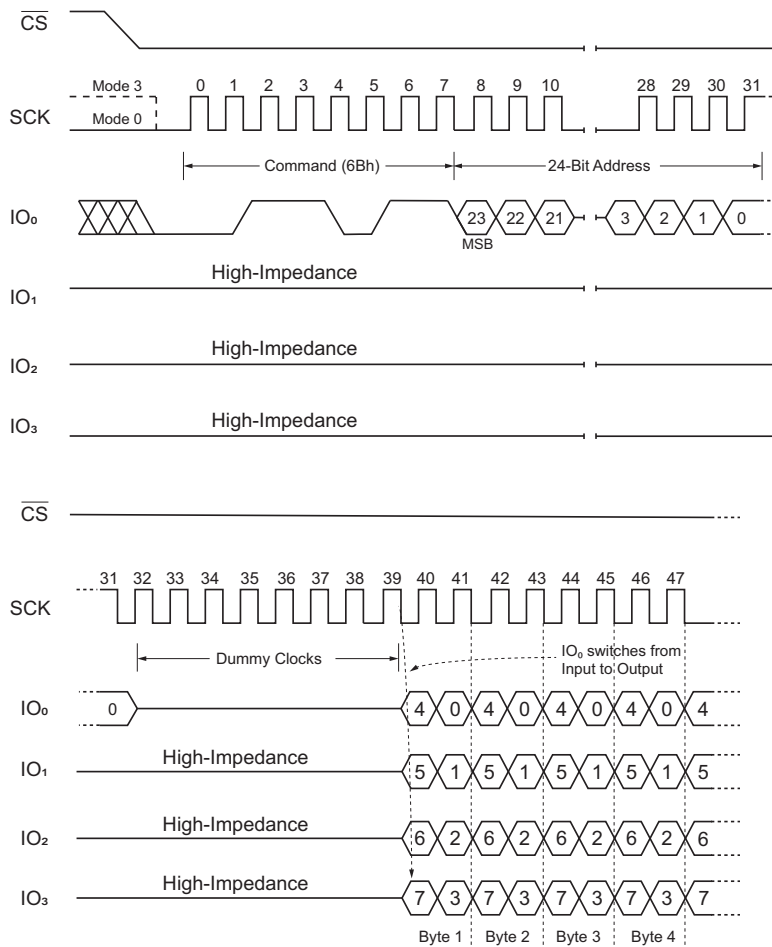 CS
Mode 3
0 1 2 3 4 5 6 7 8 9 10 28 29 30 31
SCK
Mode 0
Command (6Bh) 24-Bit Address
IO₀ 23 22 21 3 2 1 0
MSB
High-Impedance
IO₁
High-Impedance
IO₂
High-Impedance
IO₃
CS
31 32 33 34 35 36 37 38 39 40 41 42 43 44 45 46 47
SCK
Dummy Clocks
IO₀ switches from
Input to Output
IO₀ 0 4 0 4 0 4 0 4 0 4
IO₁ High-Impedance 5 1 5 1 5 1 5 1 5
IO₂ High-Impedance 6 2 6 2 6 2 6 2 6
IO₃ High-Impedance 7 3 7 3 7 3 7 3 7
Byte 1 Byte 2 Byte 3 Byte 4